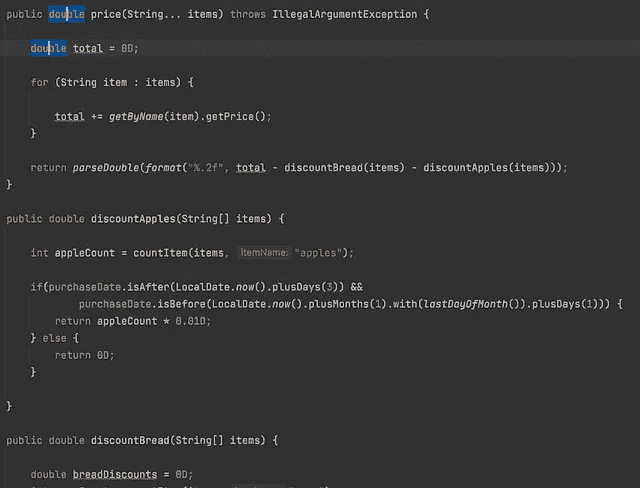 public double price(String... items) throws IllegalArgumentException {
double total = 0D;
for (String item : items) {
total += getByName(item).getPrice();
}
return parseDouble(format("%.2f", total - discountBread(items) - discountApples(items)));
}
public double discountApples(String[] items) {
int appleCount = countItem(items, itemName: "apples");
if(purchaseDate.isAfter(LocalDate.now().plusDays(3)) &&
purchaseDate.isBefore(LocalDate.now().plusMonths(1).with(lastDayOfMonth()).plusDays(1))) {
return appleCount * 0.01D;
} else {
return 0D;
}
}
public double discountBread(String[] items) {
double breadDiscounts = 0D;